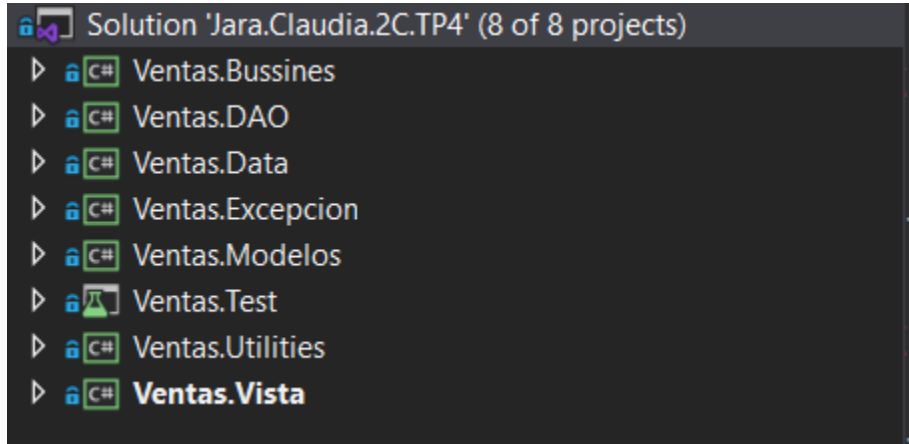 Solution 'Jara.Claudia.2C.TP4' (8 of 8 projects)
C# Ventas.Bussines
C# Ventas.DAO
C# Ventas.Data
C# Ventas.Excepcion
C# Ventas.Modelos
Ventas.Test
C# Ventas.Utilities
C# Ventas.Vista